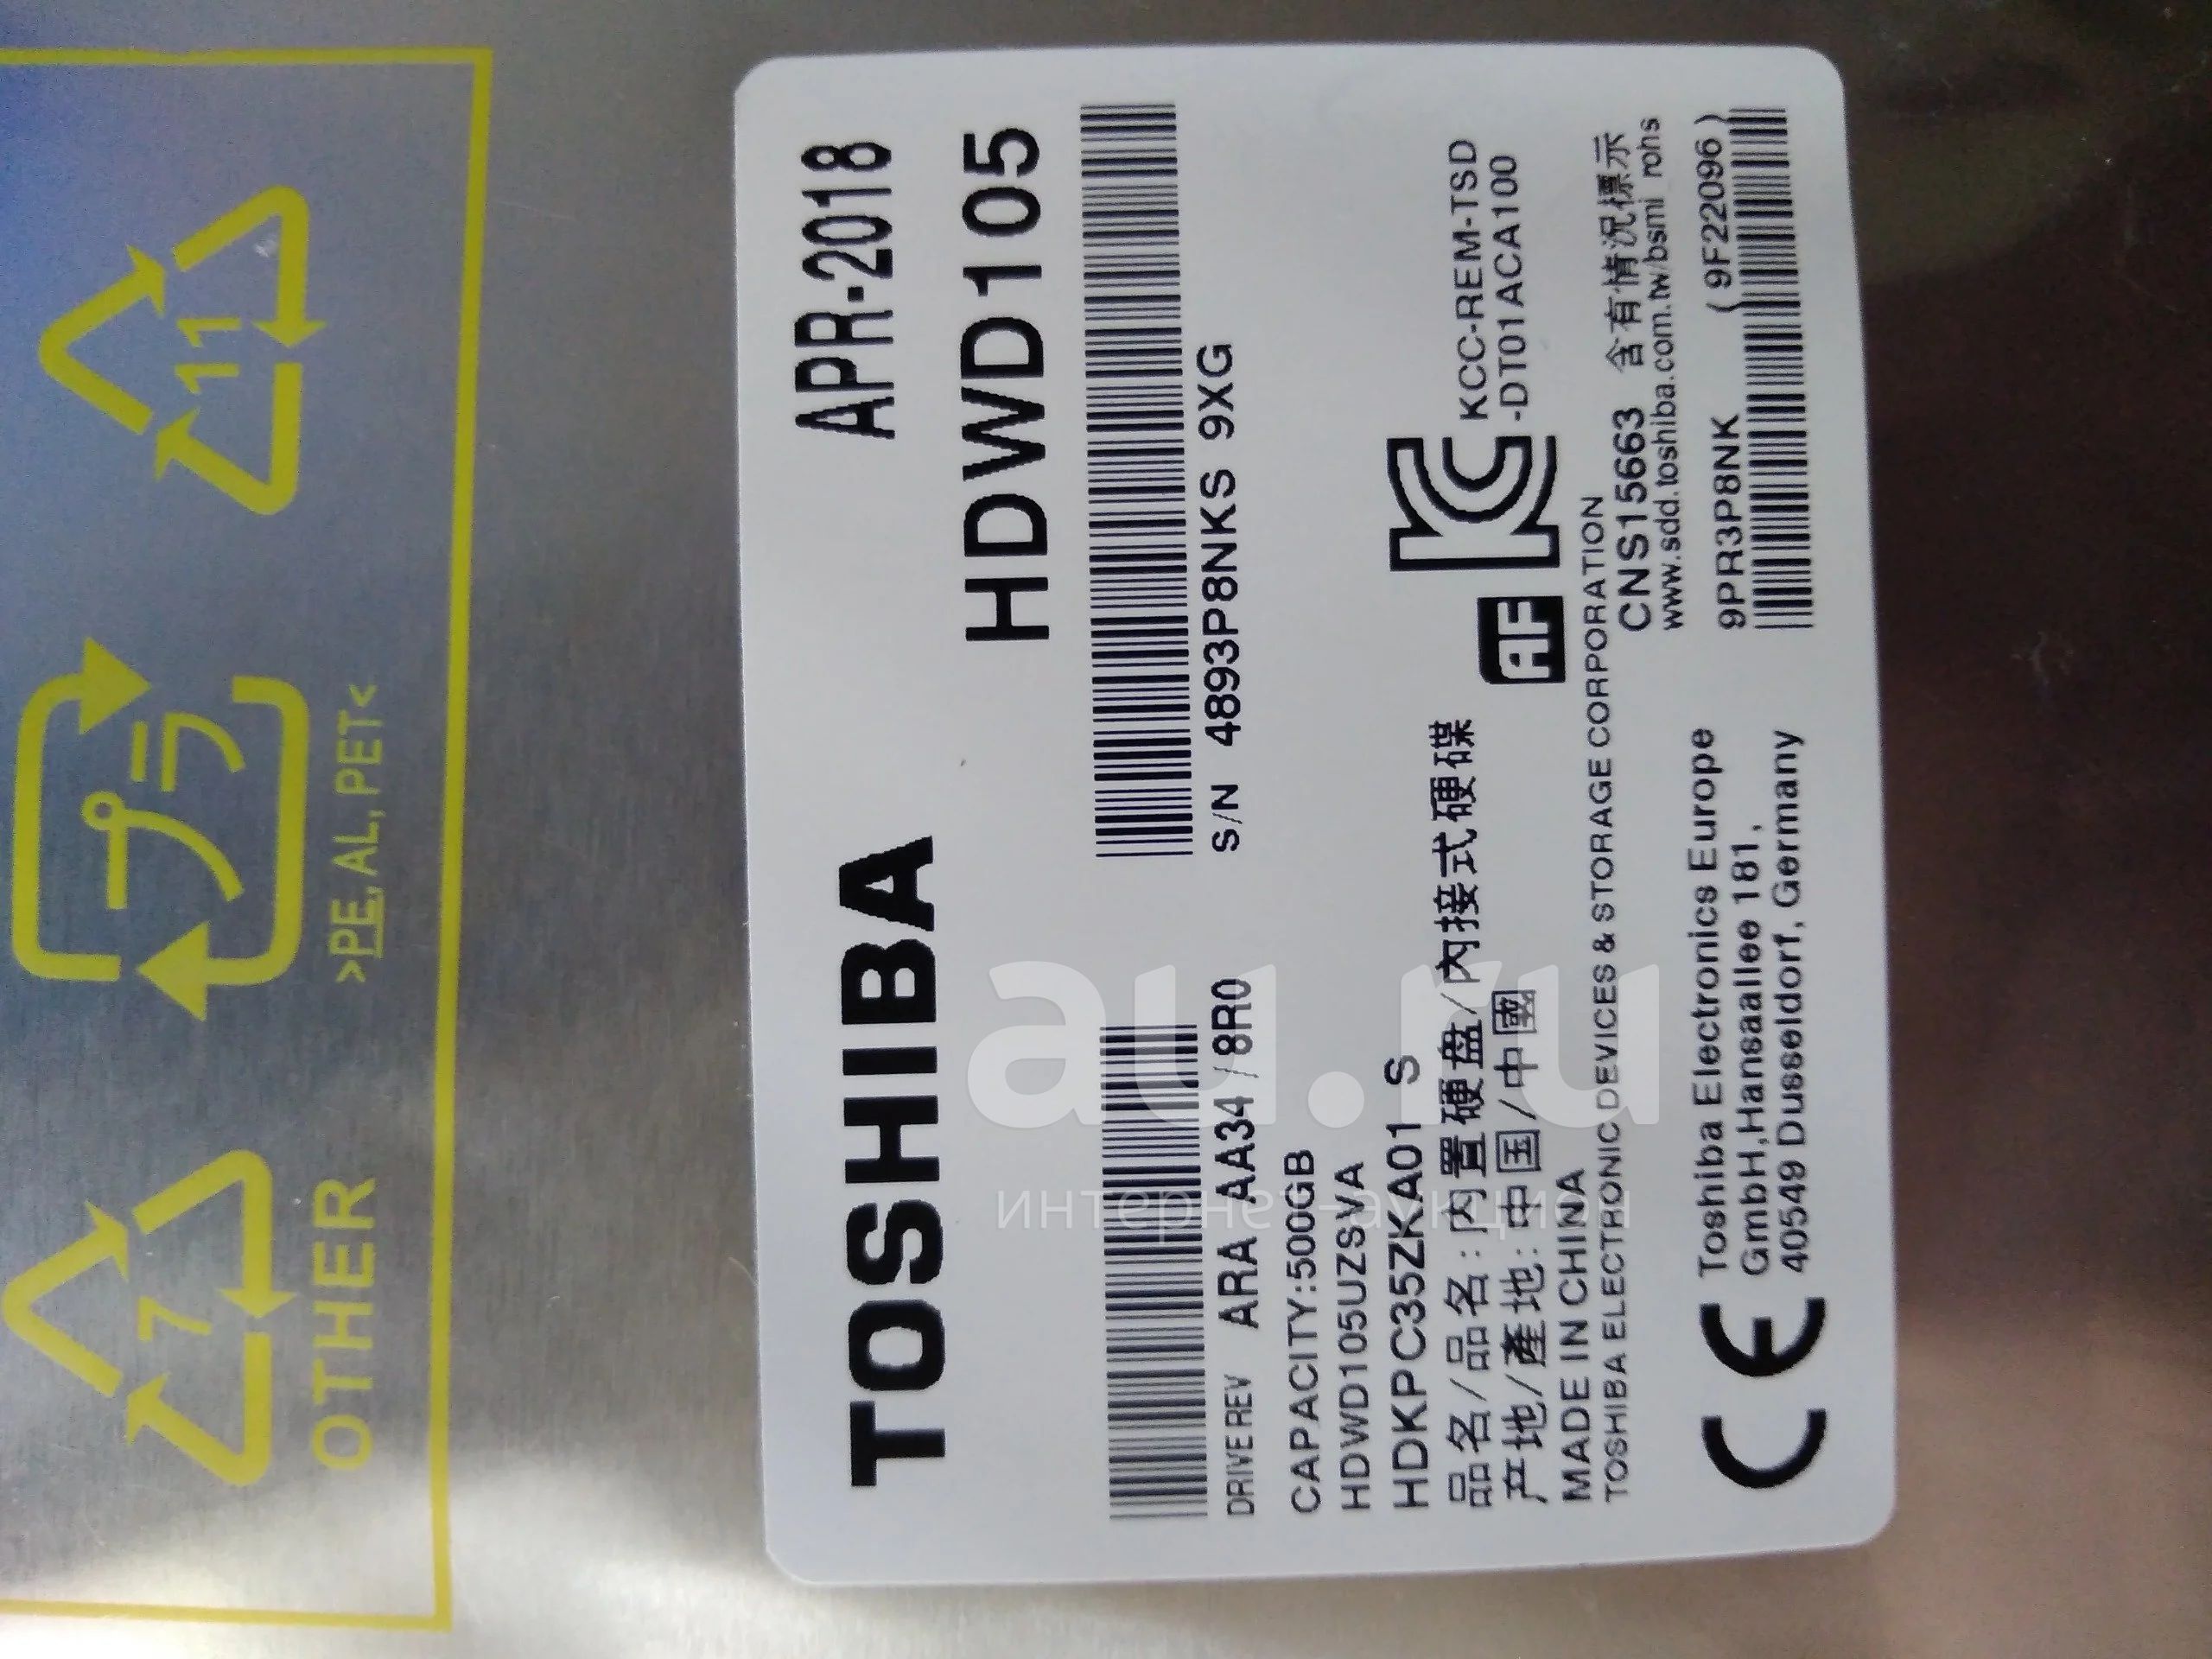 11
プラ
>PE, AL, PET<
7
OTHER
TOSHIBA
APR-2018
HDWD105
DRIVE REV ARA AA34 / 8R0
S/N 4893P8NKS 9XG
CAPACITY:500GB
HDWD105UZSVA
HDKPC35ZKA01 S
KCC-REM-TSD
-DT01ACA100
品名/品名:内置硬盘/內接式硬碟
产地/產地:中国/中國
AF
MADE IN CHINA
TOSHIBA ELECTRONIC DEVICES & STORAGE CORPORATION
CNS15663 含有情況標示
www.sdd.toshiba.com.tw/bsmi_rohs
CE
Toshiba Electronics Europe
GmbH,Hansaallee 181,
40549 Dusseldorf, Germany
9PR3P8NK (9F22096)
au.ru
интернет-аукцион